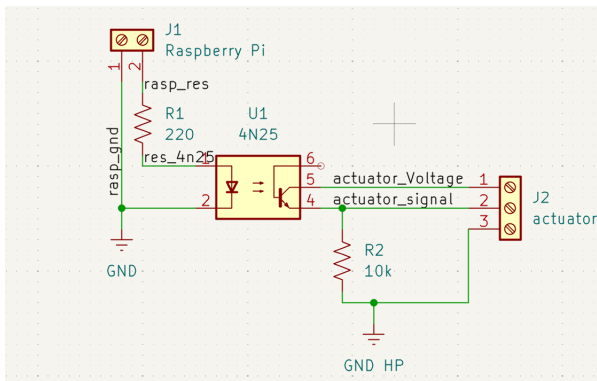 J1
Raspberry Pi
1
2
rasp_res
R1
220
U1
4N25
rasp_gnd
res_4n25
1
6
5
actuator_Voltage
1
2
4
actuator_signal
2
J2
3
actuator
R2
10k
GND
GND HP